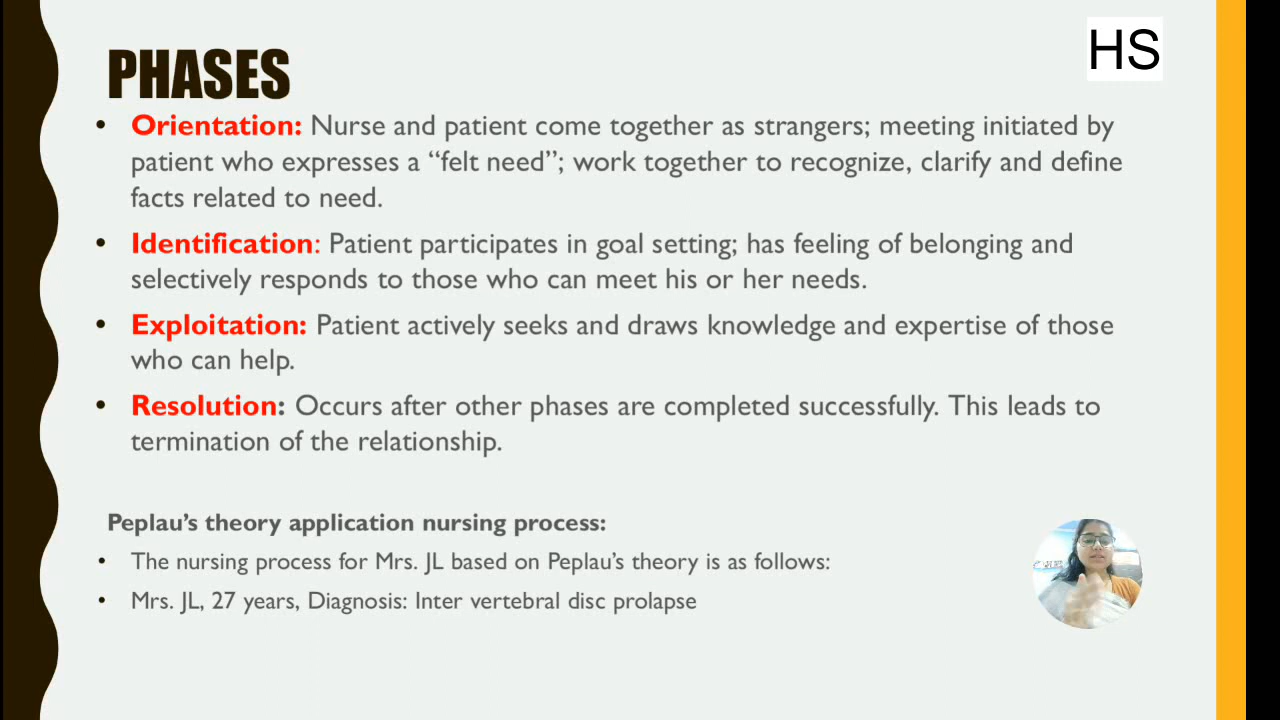 HS
PHASES
• Orientation: Nurse and patient come together as strangers; meeting initiated by
patient who expresses a “felt need”; work together to recognize, clarify and define
facts related to need.
• Identification: Patient participates in goal setting; has feeling of belonging and
selectively responds to those who can meet his or her needs.
• Exploitation: Patient actively seeks and draws knowledge and expertise of those
who can help.
• Resolution: Occurs after other phases are completed successfully. This leads to
termination of the relationship.
Peplau’s theory application nursing process:
• The nursing process for Mrs. JL based on Peplau’s theory is as follows:
• Mrs. JL, 27 years, Diagnosis: Inter vertebral disc prolapse